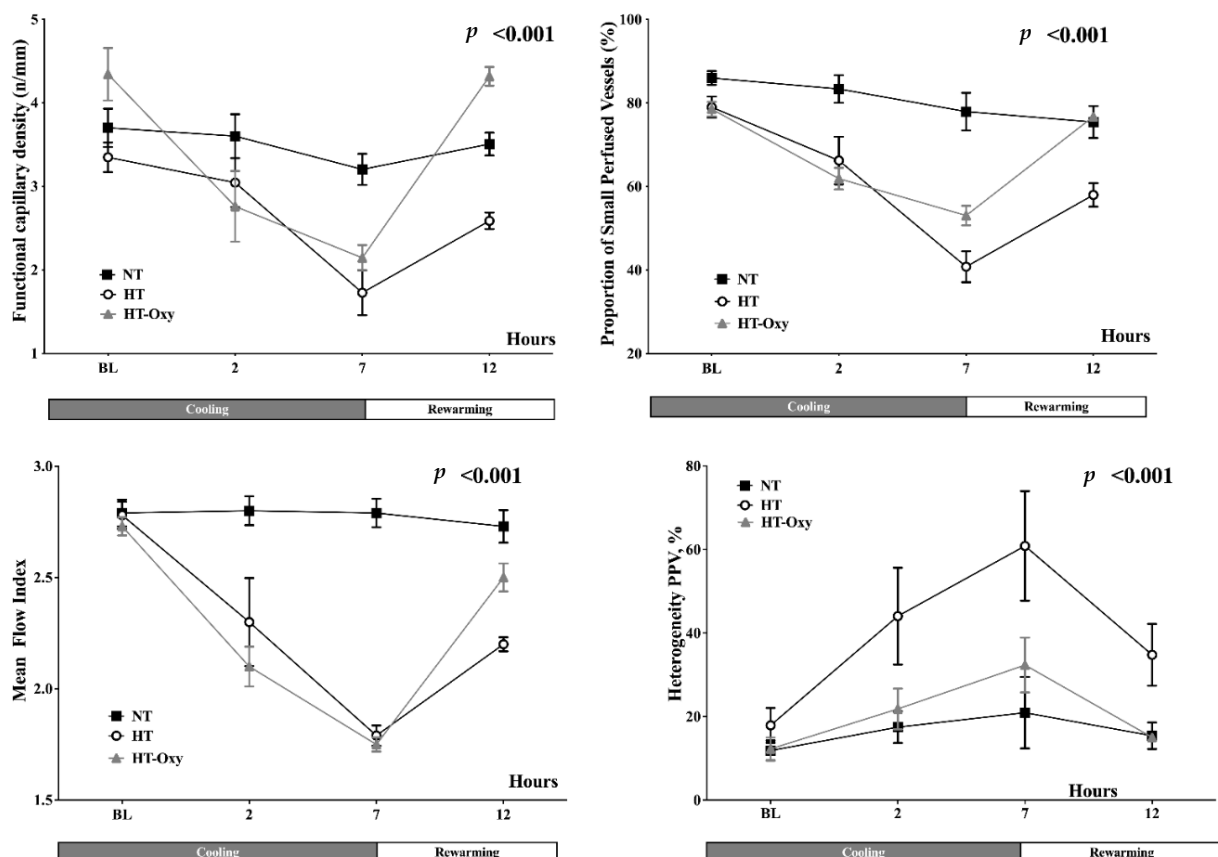 Functional capillary density (n/mm)
5
4
3
2
1
p <0.001
NT
HT
HT-Oxy
Hours
BL 2 7 12
Cooling Rewarming
Proportion of Small Perfused Vessels (%)
100
80
60
40
20
p <0.001
NT
HT
HT-Oxy
Hours
BL 2 7 12
Cooling Rewarming
Mean Flow Index
3.0
2.5
2.0
1.5
p <0.001
NT
HT
HT-Oxy
Hours
BL 2 7 12
Cooling Rewarming
Heterogeneity PPV, %
80
60
40
20
0
p <0.001
NT
HT
HT-Oxy
Hours
BL 2 7 12
Cooling Rewarming